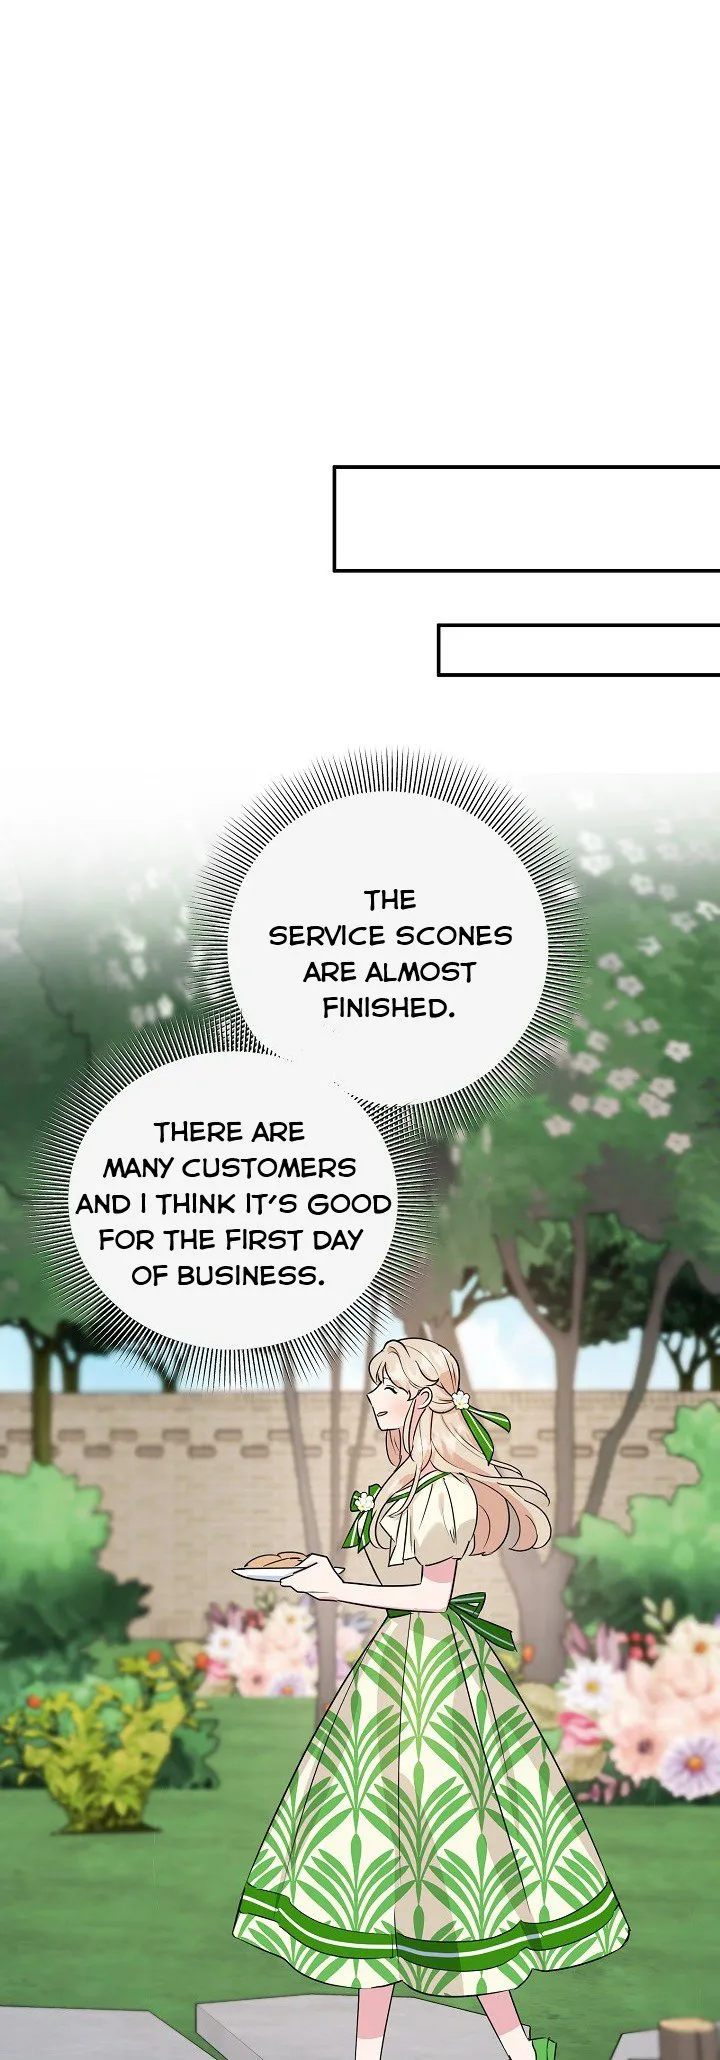 THE
SERVICE SCONES
ARE ALMOST
FINISHED.
THERE ARE
MANY CUSTOMERS
AND I THINK IT'S GOOD
FOR THE FIRST DAY
OF BUSINESS.